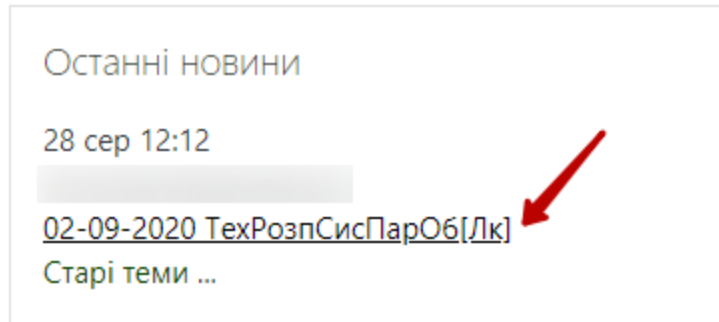 Останні новини
28 сер 12:12
02-09-2020 ТехРозпСисПарОб[Лк]
Старі теми ...